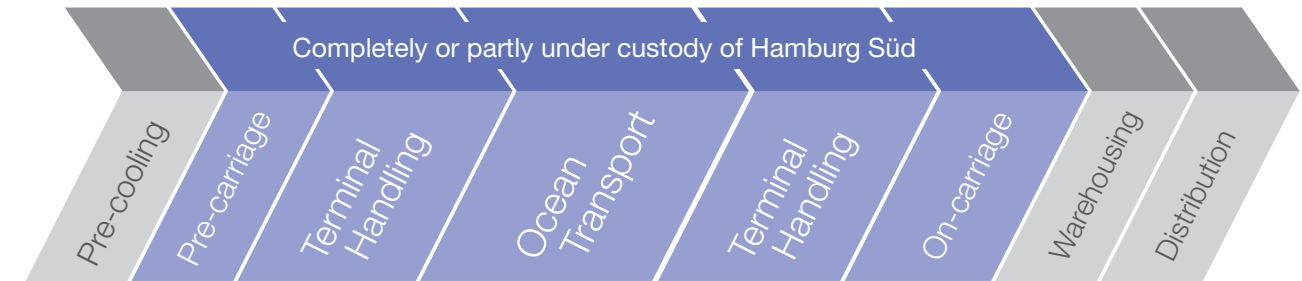 Completely or partly under custody of Hamburg Süd
Pre-cooling
Pre-carriage
Terminal
Handling
Ocean
Transport
Terminal
Handling
On-carriage
Warehousing
Distribution